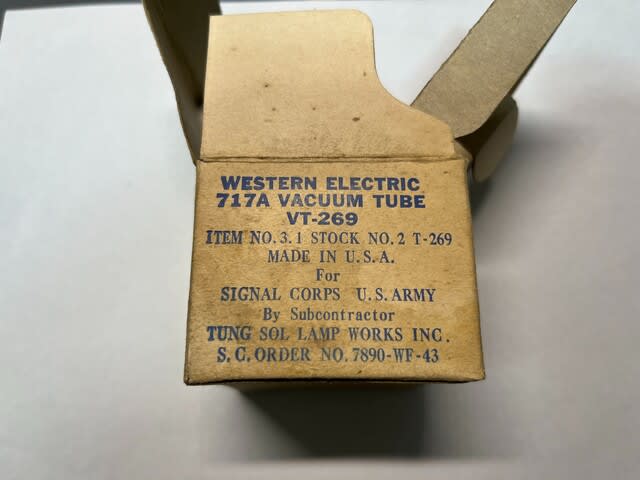 WESTERN ELECTRIC
717A VACUUM TUBE
VT-269
ITEM NO. 3.1 STOCK NO. 2 T-269
MADE IN U.S.A.
For
SIGNAL CORPS U.S. ARMY
By Subcontractor
TUNG SOL LAMP WORKS INC.
S.C. ORDER NO. 7890-WF-43